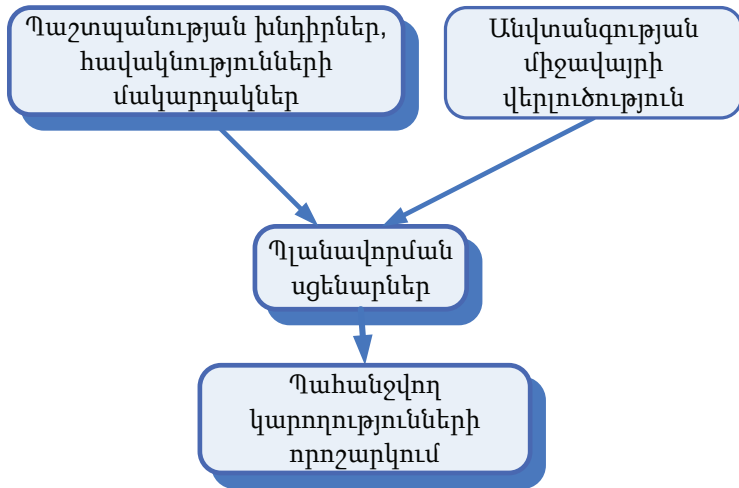 Պաշտպանության խնդիրներ,
հավակնությունների
մակարդակներ
Անվտանգության
միջավայրի
վերլուծություն
Պլանավորման
սցենարներ
Պահանջվող
կարողությունների
որոշարկում